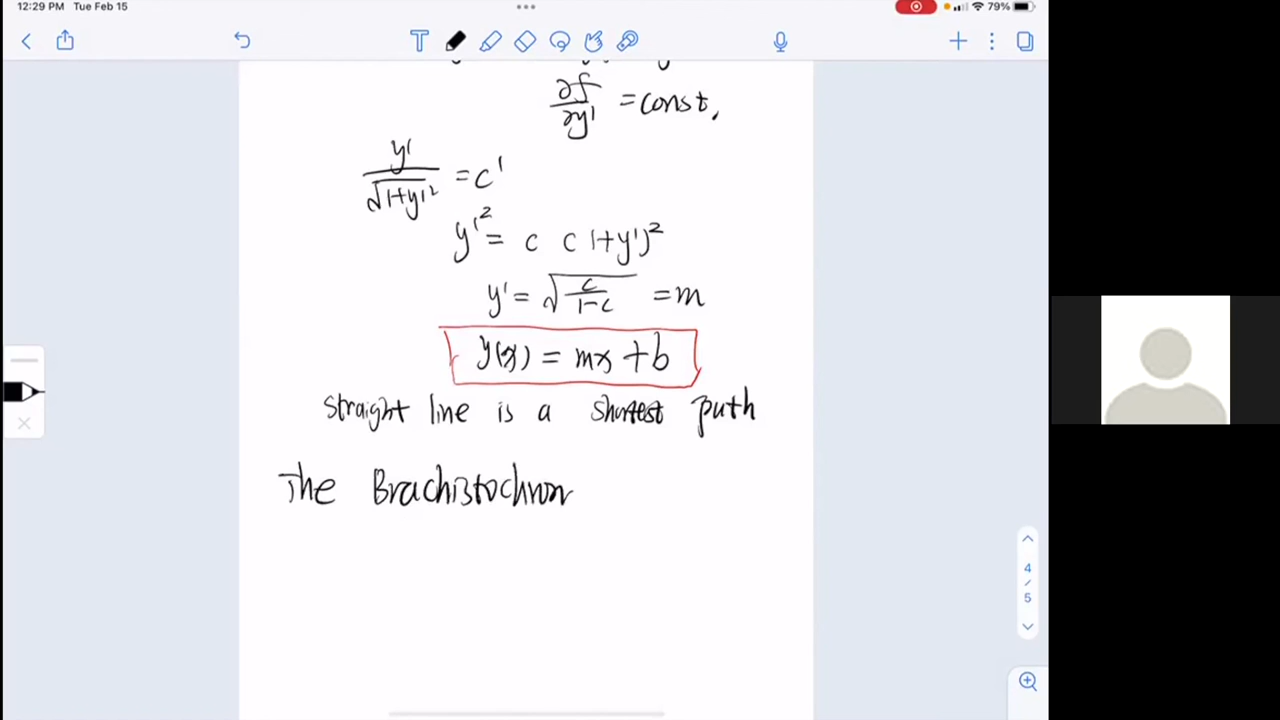 12:29 PM Tue Feb 15
79%
T
∂f/∂y' = const.
y'/√1+y'² = c'
y'² = c c 1+y')²
y' = √c/1-c = m
y(x) = mx + b
straight line is a shortest path
The Brachistochron
4
/
5